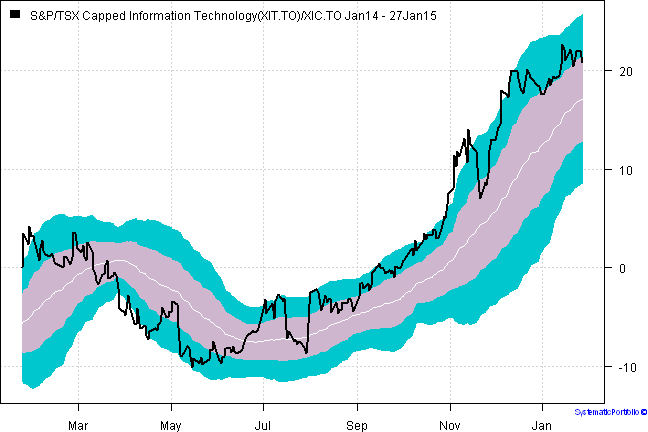 S&P/TSX Capped Information Technology(XIT.TO)/XIC.TO Jan14 - 27Jan15
20
10
0
-10
Mar May Jul Sep Nov Jan
SystematicPortfolio ©